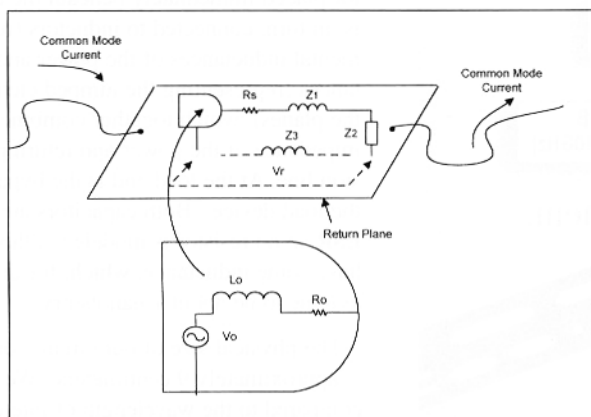 Common Mode
Current
Common Mode
Current
Rs
Z1
Z2
Z3
Vr
Return Plane
Lo
Ro
Vo